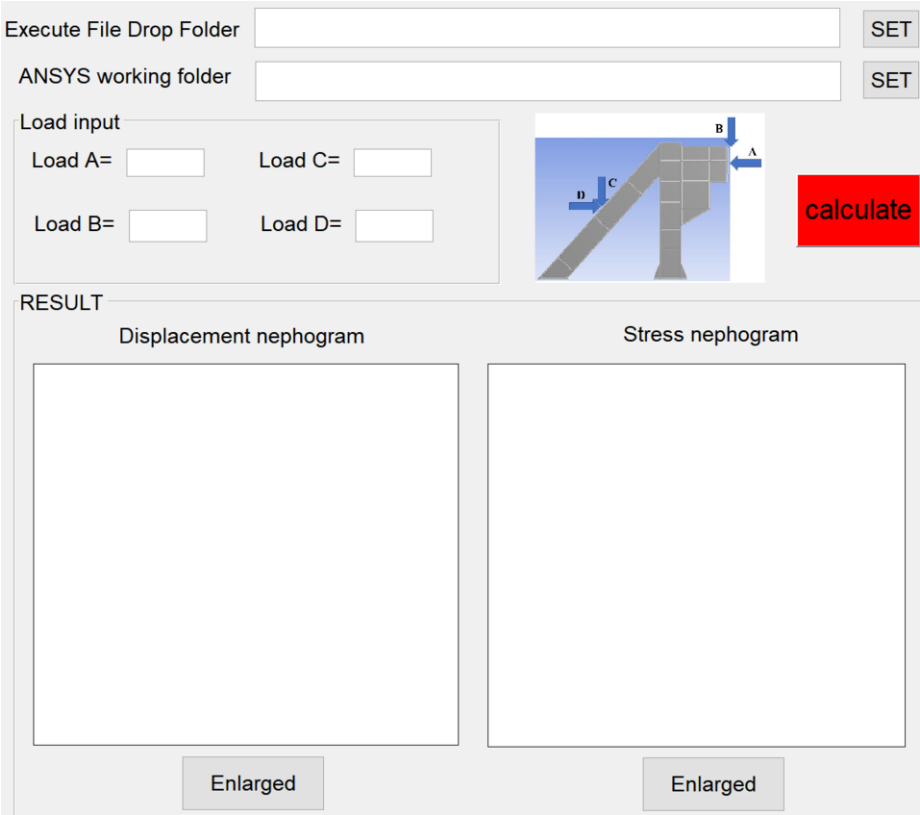 Execute File Drop Folder SET
ANSYS working folder SET
Load input
Load A= Load C=
Load B= Load D=
B
A
C
D
calculate
RESULT
Displacement nephogram Stress nephogram
Enlarged Enlarged